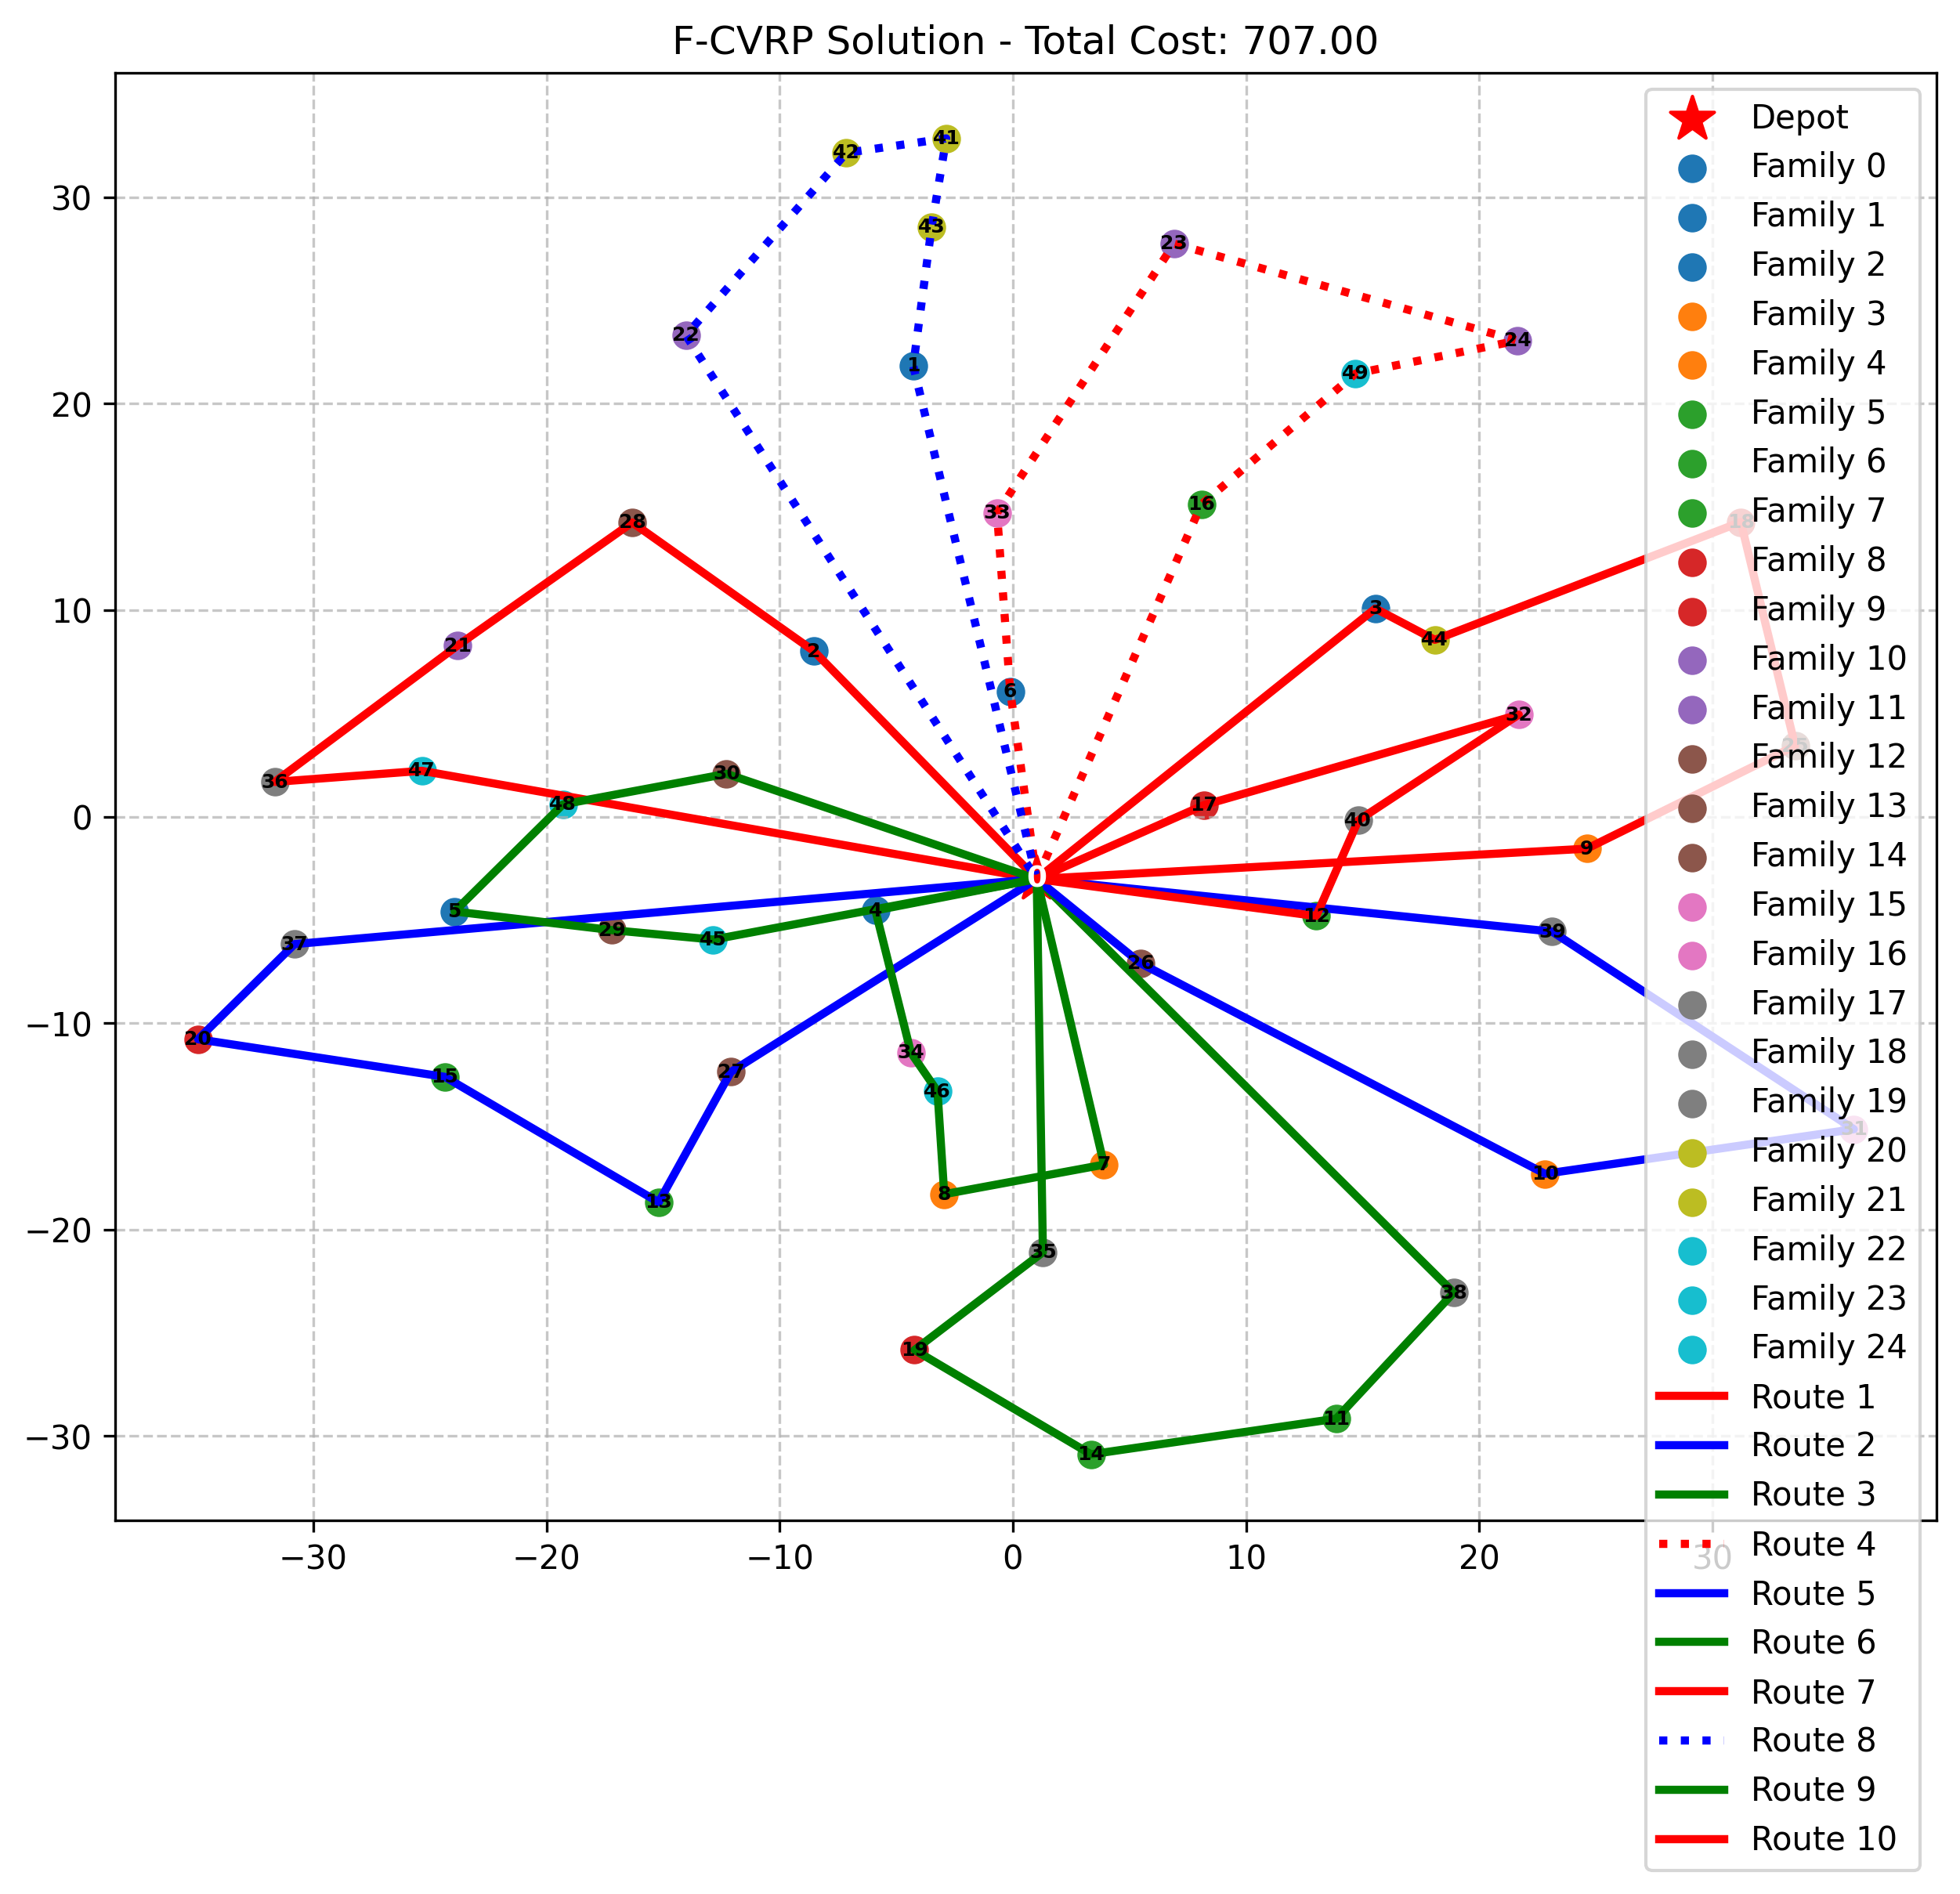 F-CVRP Solution - Total Cost: 707.00
30
20
10
0
−10
−20
−30
−30
−20
−10
0
10
20
30
42
41
43
22
1
23
24
49
33
16
28
18
3
44
21
2
6
32
25
36
47
48
30
17
40
9
0
5
4
12
39
37
29
45
26
20
34
15
27
46
31
13
8
7
10
35
38
19
11
14
Depot
Family 0
Family 1
Family 2
Family 3
Family 4
Family 5
Family 6
Family 7
Family 8
Family 9
Family 10
Family 11
Family 12
Family 13
Family 14
Family 15
Family 16
Family 17
Family 18
Family 19
Family 20
Family 21
Family 22
Family 23
Family 24
Route 1
Route 2
Route 3
Route 4
Route 5
Route 6
Route 7
Route 8
Route 9
Route 10